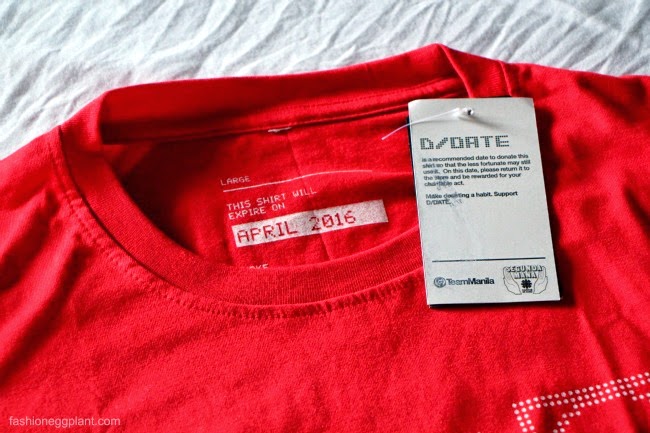 LARGE
THIS SHIRT WILL
EXPIRE ON
APRIL 2016
D/DATE
is a recommended date to donate this
shirt so that the less fortunate may still
use it. On this date, please return it to
the store and be rewarded for your
charitable act.
Make donating a habit. Support
D/DATE.
TeamManila
SEGUNDA
MANA
fashioneggplant.com